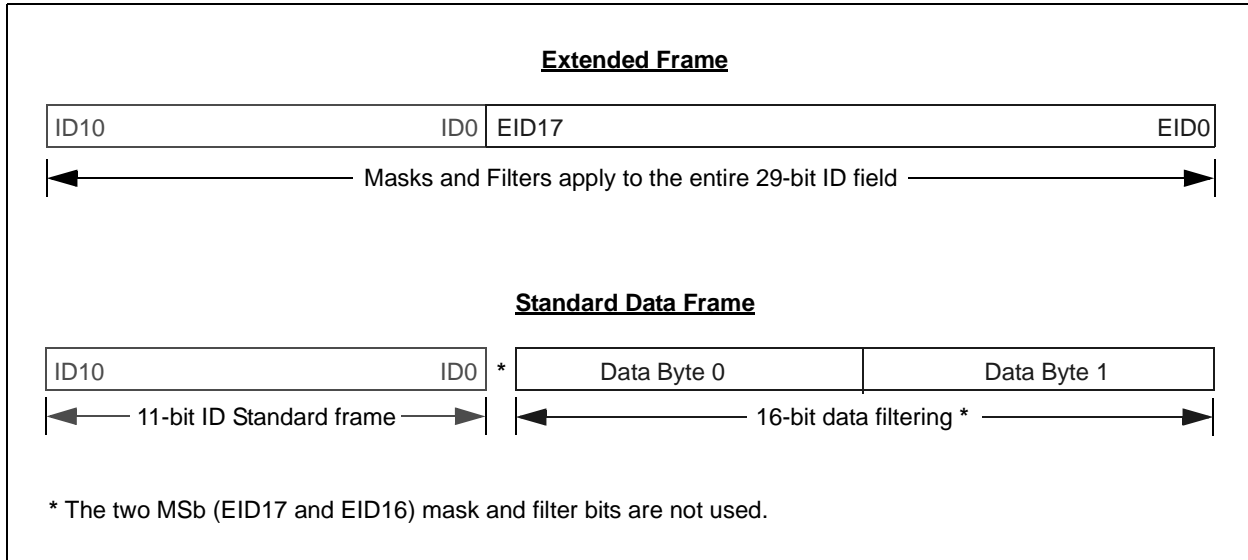 Extended Frame
ID10 ID0 EID17 EID0
Masks and Filters apply to the entire 29-bit ID field
Standard Data Frame
ID10 ID0 * Data Byte 0 Data Byte 1
11-bit ID Standard frame 16-bit data filtering *
* The two MSb (EID17 and EID16) mask and filter bits are not used.